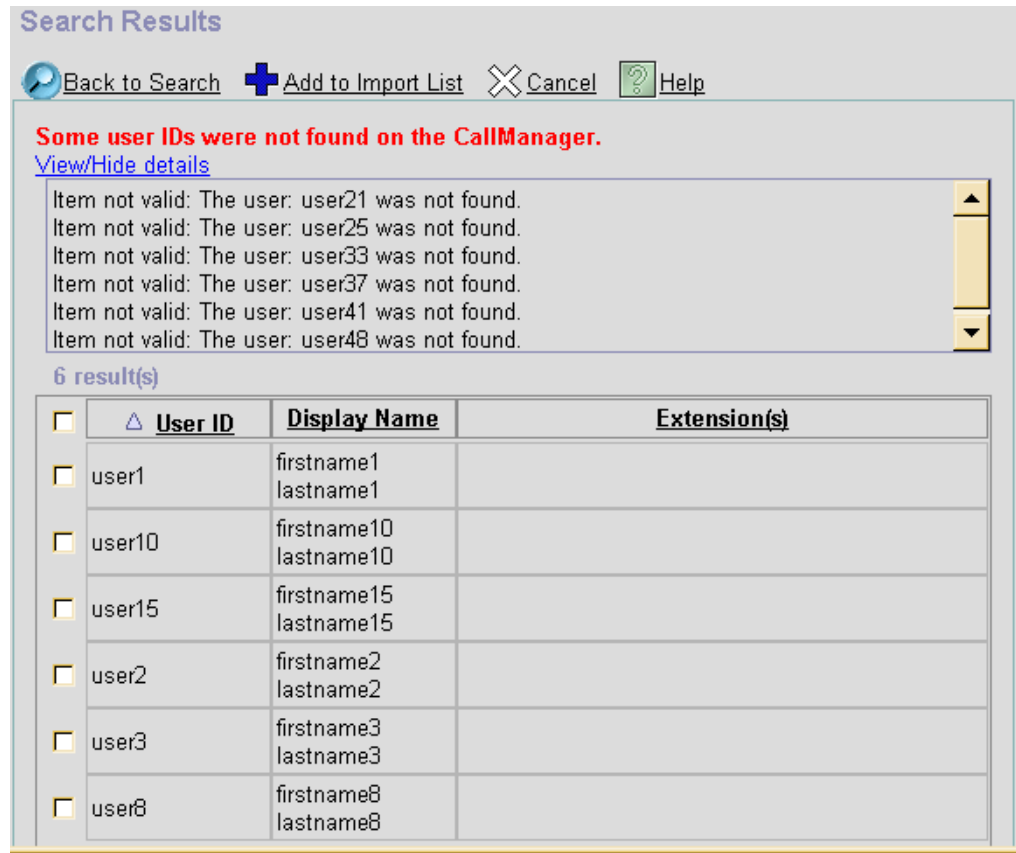 Search Results
Back to Search Add to Import List Cancel ? Help
Some user IDs were not found on the CallManager.
View/Hide details
Item not valid: The user: user21 was not found.
Item not valid: The user: user25 was not found.
Item not valid: The user: user33 was not found.
Item not valid: The user: user37 was not found.
Item not valid: The user: user41 was not found.
Item not valid: The user: user48 was not found.
6 result(s)
User ID Display Name Extension(s)
user1 firstname1
lastname1
user10 firstname10
lastname10
user15 firstname15
lastname15
user2 firstname2
lastname2
user3 firstname3
lastname3
user8 firstname8
lastname8